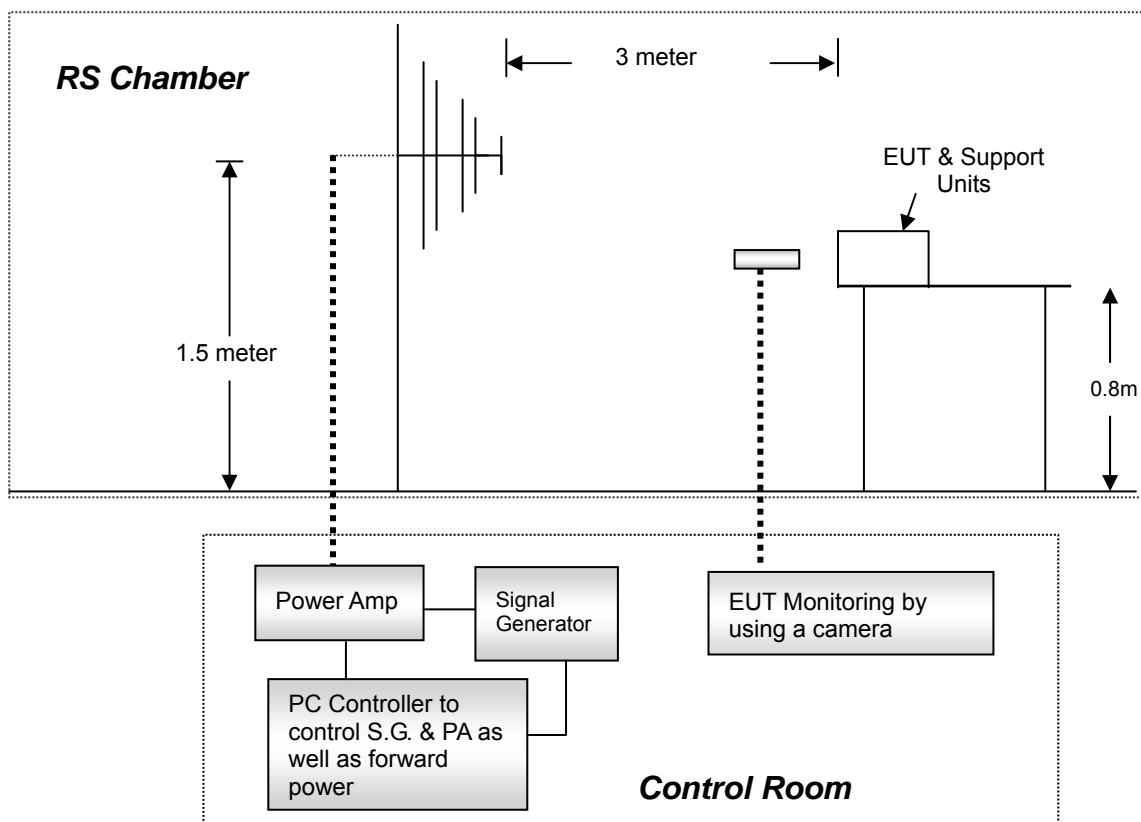 3 meter
RS Chamber
EUT & Support
Units
1.5 meter
0.8m
Power Amp
Signal
Generator
EUT Monitoring by
using a camera
PC Controller to
control S.G. & PA as
well as forward
power
Control Room